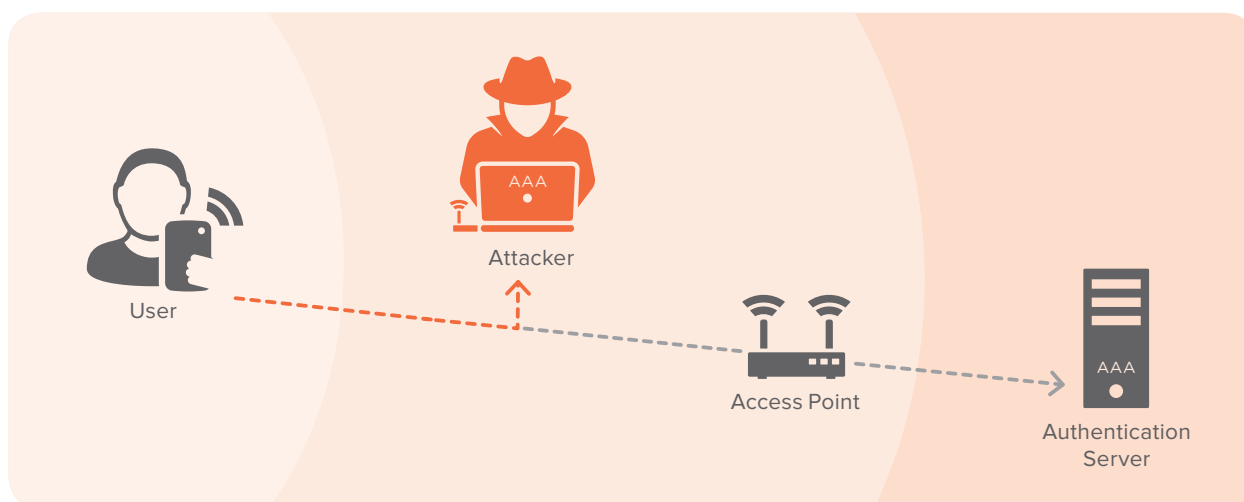 AAA
Attacker
User
Access Point
AAA
Authentication
Server